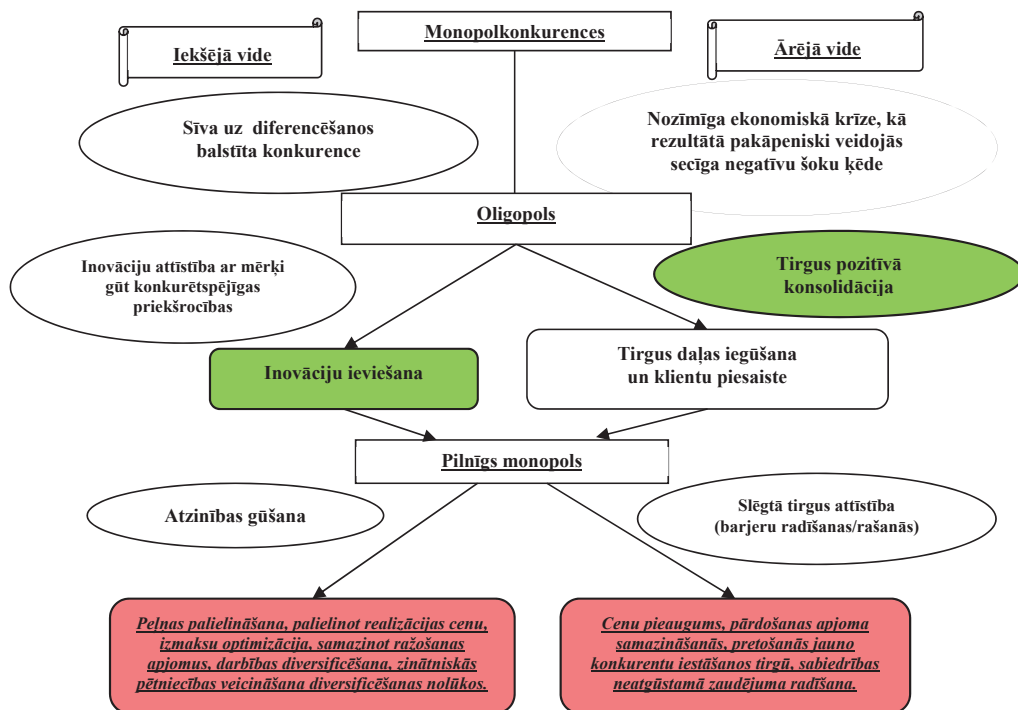 Monopolkonkurences
Iekšējā vide
Ārējā vide
Sīva uz diferencēšanos
balstīta konkurence
Nozīmīga ekonomiskā krīze, kā
rezultātā pakāpeniski veidojās
secīga negatīvu šoku ķēde
Oligopols
Inovāciju attīstība ar mērķi
gūt konkurētspējīgas
priekšrocības
Tirgus pozitīvā
konsolidācija
Inovāciju ieviešana
Tirgus daļas iegūšana
un klientu piesaiste
Pilnīgs monopols
Atzinības gūšana
Slēgtā tirgus attīstība
(barjeru radīšanas/rašanās)
Peļņas palielināšana, palielinot realizācijas cenu,
izmaksu optimizācija, samazinot ražošanas
apjomus, darbības diversificēšana, zinātniskās
pētniecības veicināšana diversificēšanas nolūkos.
Cenu pieaugums, pārdošanas apjoma
samazināšanās, pretošanās jauno
konkurentu iestāšanos tirgū, sabiedrības
neatgūstamā zaudējuma radīšana.